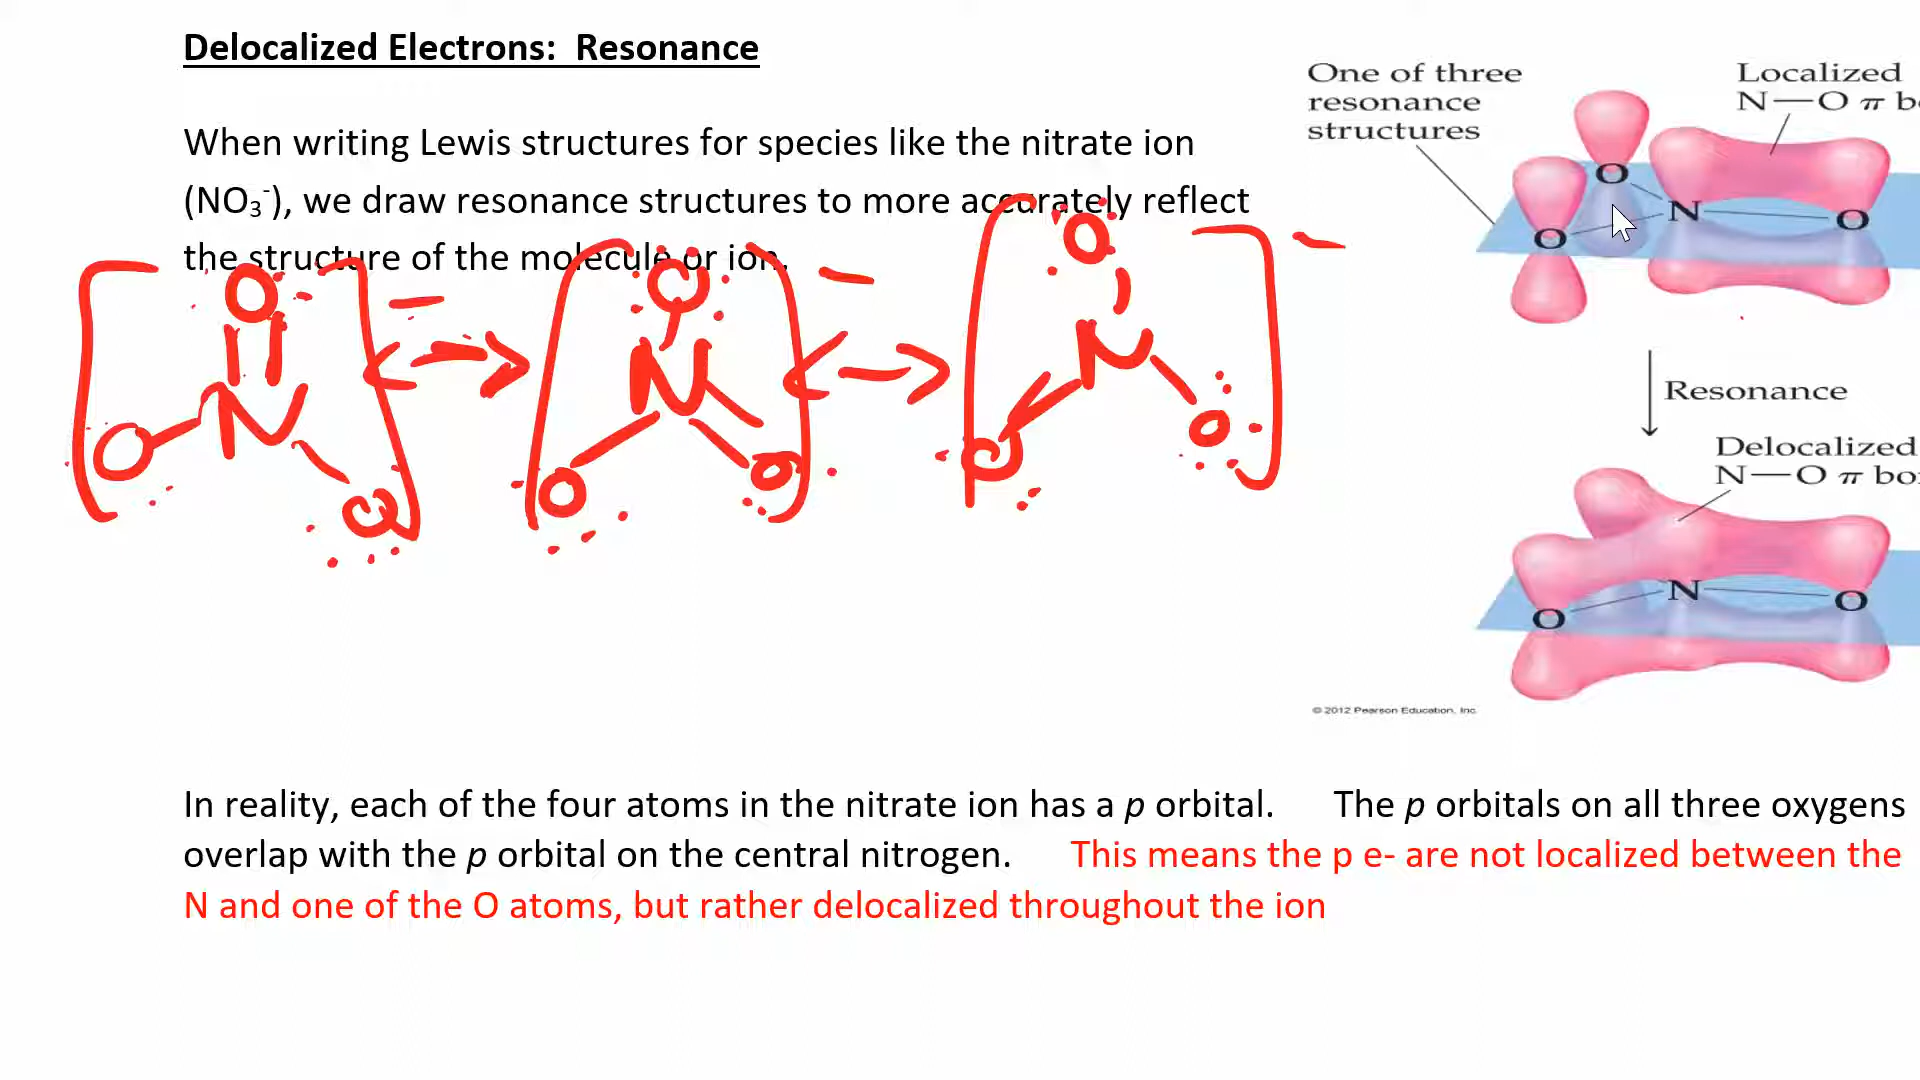 Delocalized Electrons: Resonance
When writing Lewis structures for species like the nitrate ion
(NO₃⁻), we draw resonance structures to more accurately reflect
the structure of the molecule or ion.
One of three
resonance
structures
Localized
N—O π b
O
O N O
Resonance
Delocalized
N—O π bo
O N O
© 2012 Pearson Education, Inc.
O
N
O O
−
O
N
O O
−
O
N
O O
−
In reality, each of the four atoms in the nitrate ion has a p orbital. The p orbitals on all three oxygens
overlap with the p orbital on the central nitrogen. This means the p e- are not localized between the
N and one of the O atoms, but rather delocalized throughout the ion